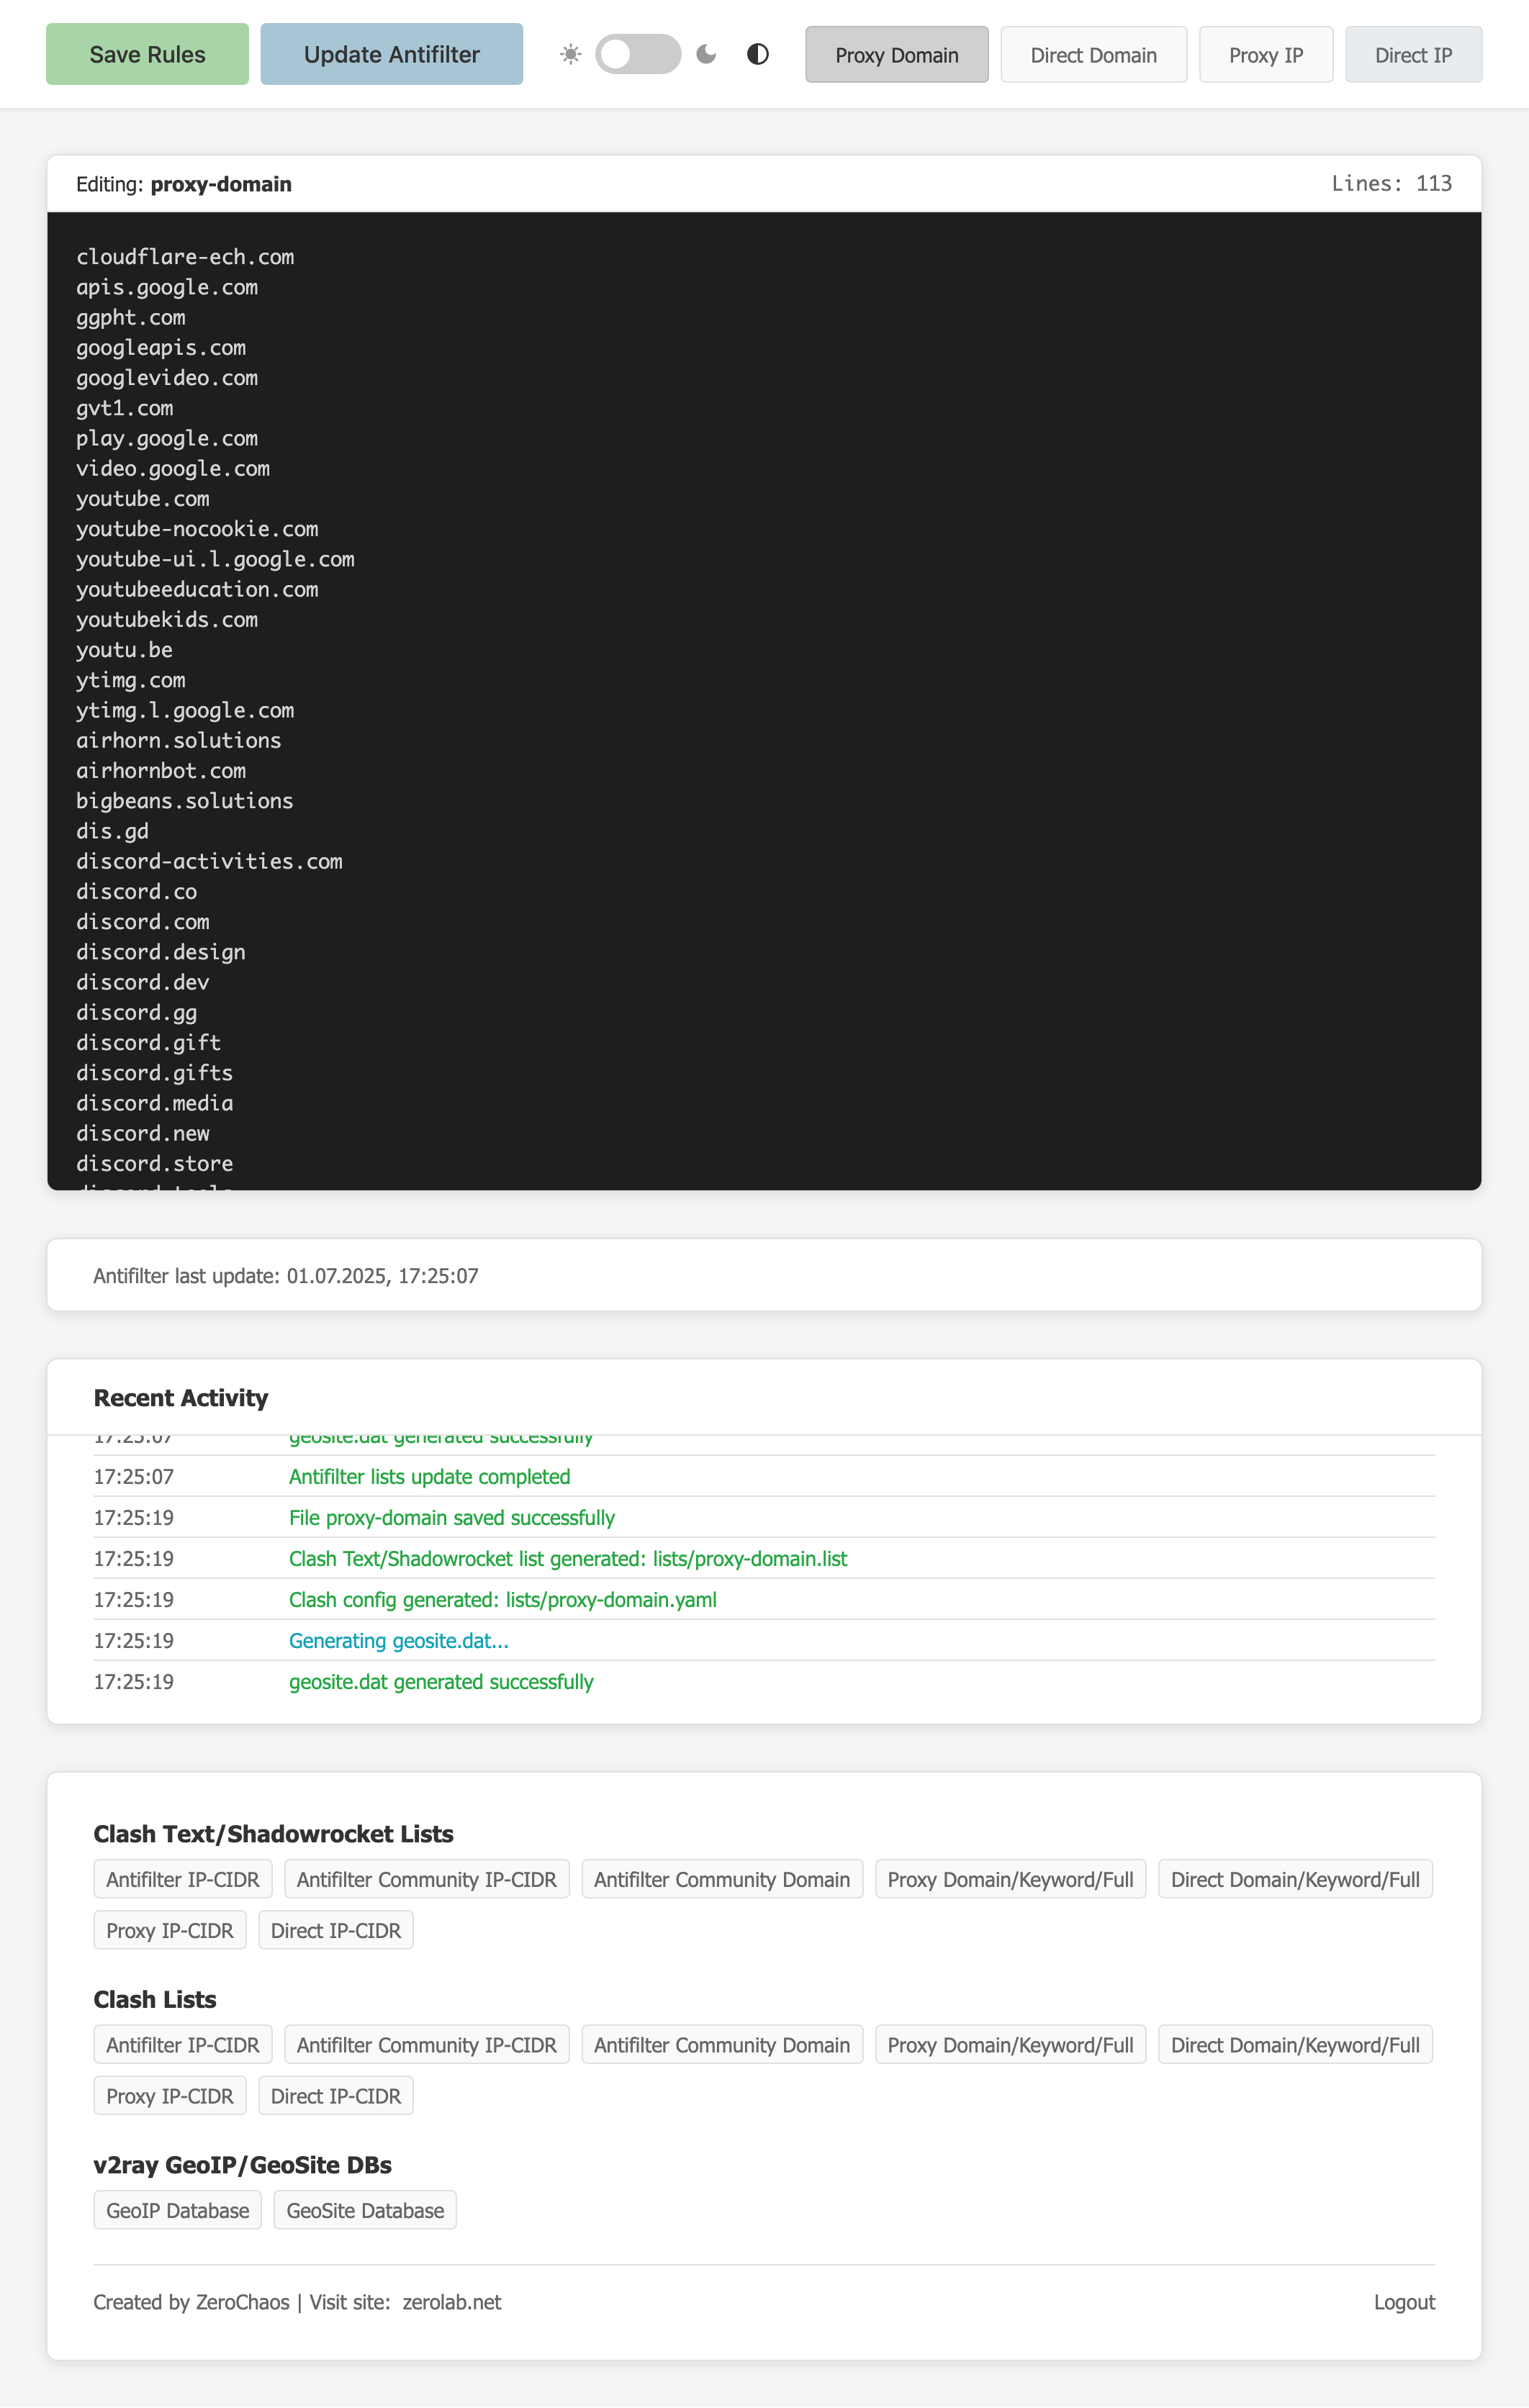 Save Rules
Update Antifilter
Proxy Domain
Direct Domain
Proxy IP
Direct IP
Editing: proxy-domain
Lines: 113
cloudflare-ech.com
apis.google.com
ggpht.com
googleapis.com
googlevideo.com
gvt1.com
play.google.com
video.google.com
youtube.com
youtube-nocookie.com
youtube-ui.l.google.com
youtubeeducation.com
youtubekids.com
youtu.be
ytimg.com
ytimg.l.google.com
airhorn.solutions
airhornbot.com
bigbeans.solutions
dis.gd
discord-activities.com
discord.co
discord.com
discord.design
discord.dev
discord.gg
discord.gift
discord.gifts
discord.media
discord.new
discord.store
Antifilter last update: 01.07.2025, 17:25:07
Recent Activity
17:25:07 geosite.dat generated successfully
17:25:07 Antifilter lists update completed
17:25:19 File proxy-domain saved successfully
17:25:19 Clash Text/Shadowrocket list generated: lists/proxy-domain.list
17:25:19 Clash config generated: lists/proxy-domain.yaml
17:25:19 Generating geosite.dat...
17:25:19 geosite.dat generated successfully
Clash Text/Shadowrocket Lists
Antifilter IP-CIDR Antifilter Community IP-CIDR Antifilter Community Domain Proxy Domain/Keyword/Full Direct Domain/Keyword/Full
Proxy IP-CIDR Direct IP-CIDR
Clash Lists
Antifilter IP-CIDR Antifilter Community IP-CIDR Antifilter Community Domain Proxy Domain/Keyword/Full Direct Domain/Keyword/Full
Proxy IP-CIDR Direct IP-CIDR
v2ray GeoIP/GeoSite DBs
GeoIP Database GeoSite Database
Created by ZeroChaos | Visit site: zerolab.net
Logout